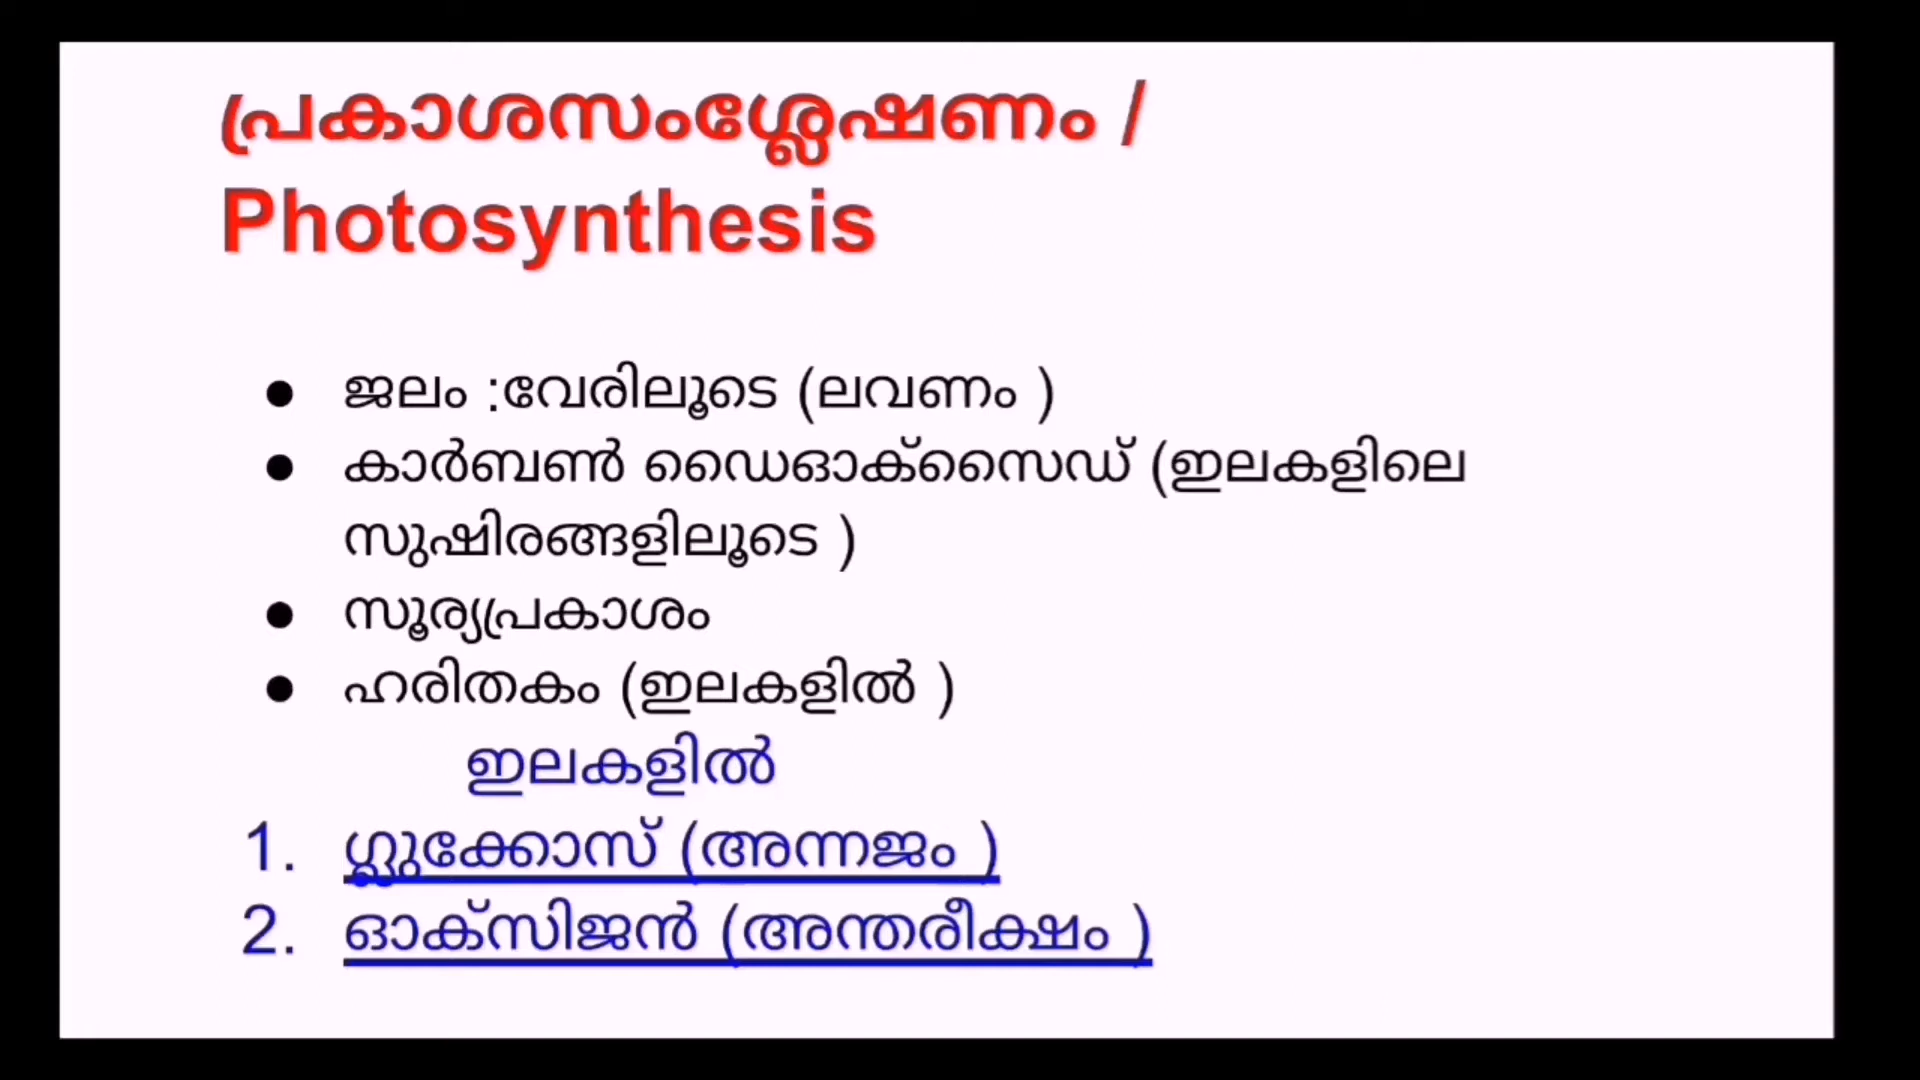 പ്രകാശസംശ്ലേഷണം /
Photosynthesis
● ജലം :വേരിലൂടെ (ലവണം )
● കാർബൺ ഡൈഓക്സൈഡ് (ഇലകളിലെ
സുഷിരങ്ങളിലൂടെ )
● സൂര്യപ്രകാശം
● ഹരിതകം (ഇലകളിൽ )
ഇലകളിൽ
1. ഗ്ലൂക്കോസ് (അന്നജം )
2. ഓക്സിജൻ (അന്തരീക്ഷം )